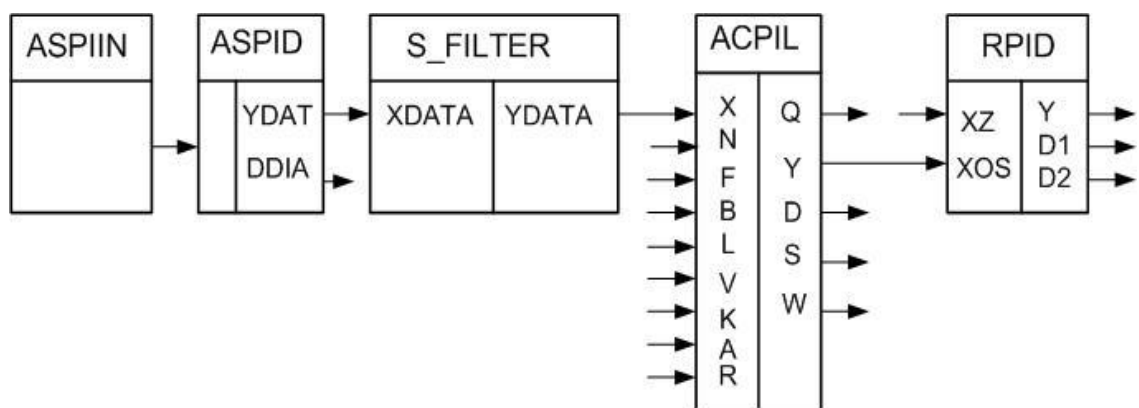 ASPIIN
ASPID
YDAT
DDIA
S_FILTER
XDATA
YDATA
ACPIL
X
N
F
B
L
V
K
A
R
Q
Y
D
S
W
RPID
XZ
XOS
Y
D1
D2